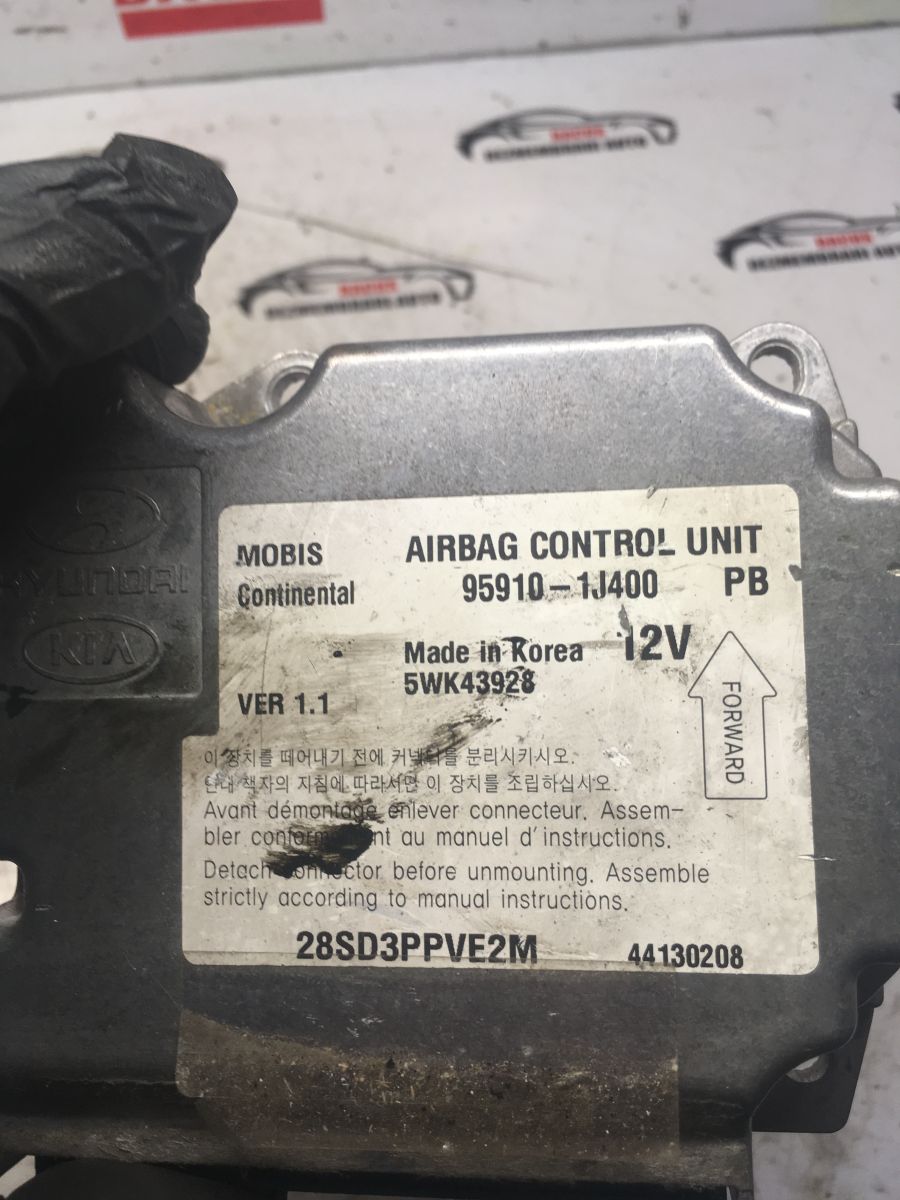 HYUNDAI
KIA
MOBIS
Continental
AIRBAG CONTROL UNIT
95910-1J400 PB
Made in Korea 12V
5WK43928
VER 1.1
FORWARD
이 장치를 떼어내기 전에 커넥터를 분리시키시오.
안내 책자의 지침에 따라서만 이 장치를 조립하십시오.
Avant démontage enlever connecteur. Assem-
bler conformément au manuel d'instructions.
Detach connector before unmounting. Assemble
strictly according to manual instructions.
28SD3PPVE2M 44130208